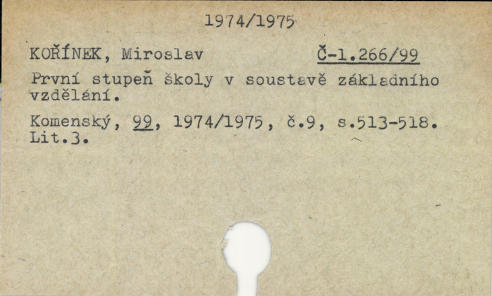 1974/1975
KOŘÍNEK, Miroslav Č-1.266/99
První stupeň školy v soustavě základního
vzdělání.
Komenský, 99, 1974/1975, č.9, s.513-518.
Lit.3.